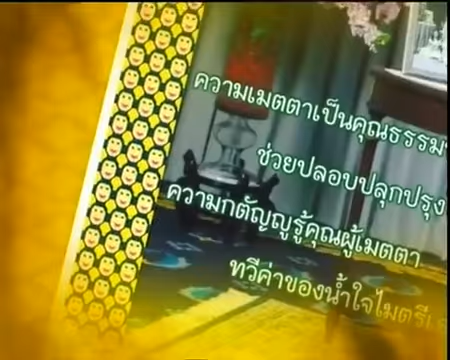 ความเมตตาเป็นคุณธรรม
ช่วยปลอบปลุกปรุง
ความกตัญญูรู้คุณผู้เมตตา
ทวีค่าของน้ำใจไมตรี